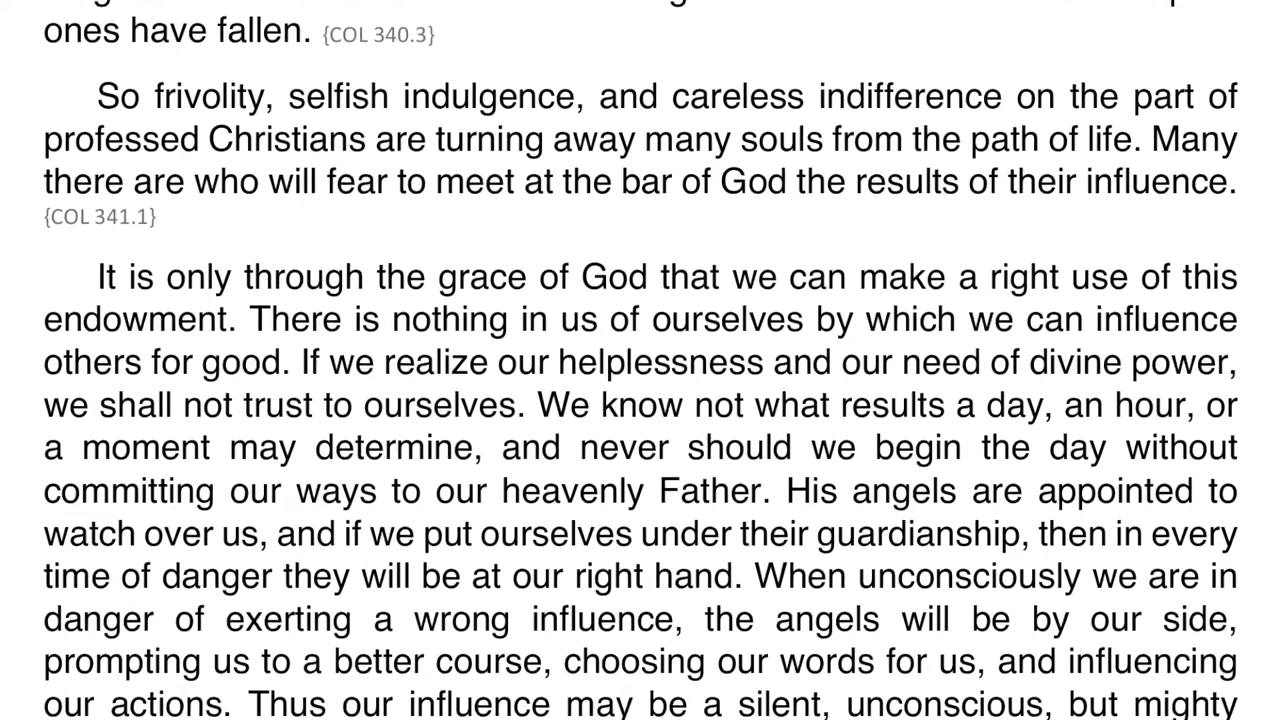 ones have fallen. {COL 340.3}
So frivolity, selfish indulgence, and careless indifference on the part of
professed Christians are turning away many souls from the path of life. Many
there are who will fear to meet at the bar of God the results of their influence.
{COL 341.1}
It is only through the grace of God that we can make a right use of this
endowment. There is nothing in us of ourselves by which we can influence
others for good. If we realize our helplessness and our need of divine power,
we shall not trust to ourselves. We know not what results a day, an hour, or
a moment may determine, and never should we begin the day without
committing our ways to our heavenly Father. His angels are appointed to
watch over us, and if we put ourselves under their guardianship, then in every
time of danger they will be at our right hand. When unconsciously we are in
danger of exerting a wrong influence, the angels will be by our side,
prompting us to a better course, choosing our words for us, and influencing
our actions. Thus our influence may be a silent, unconscious, but mighty